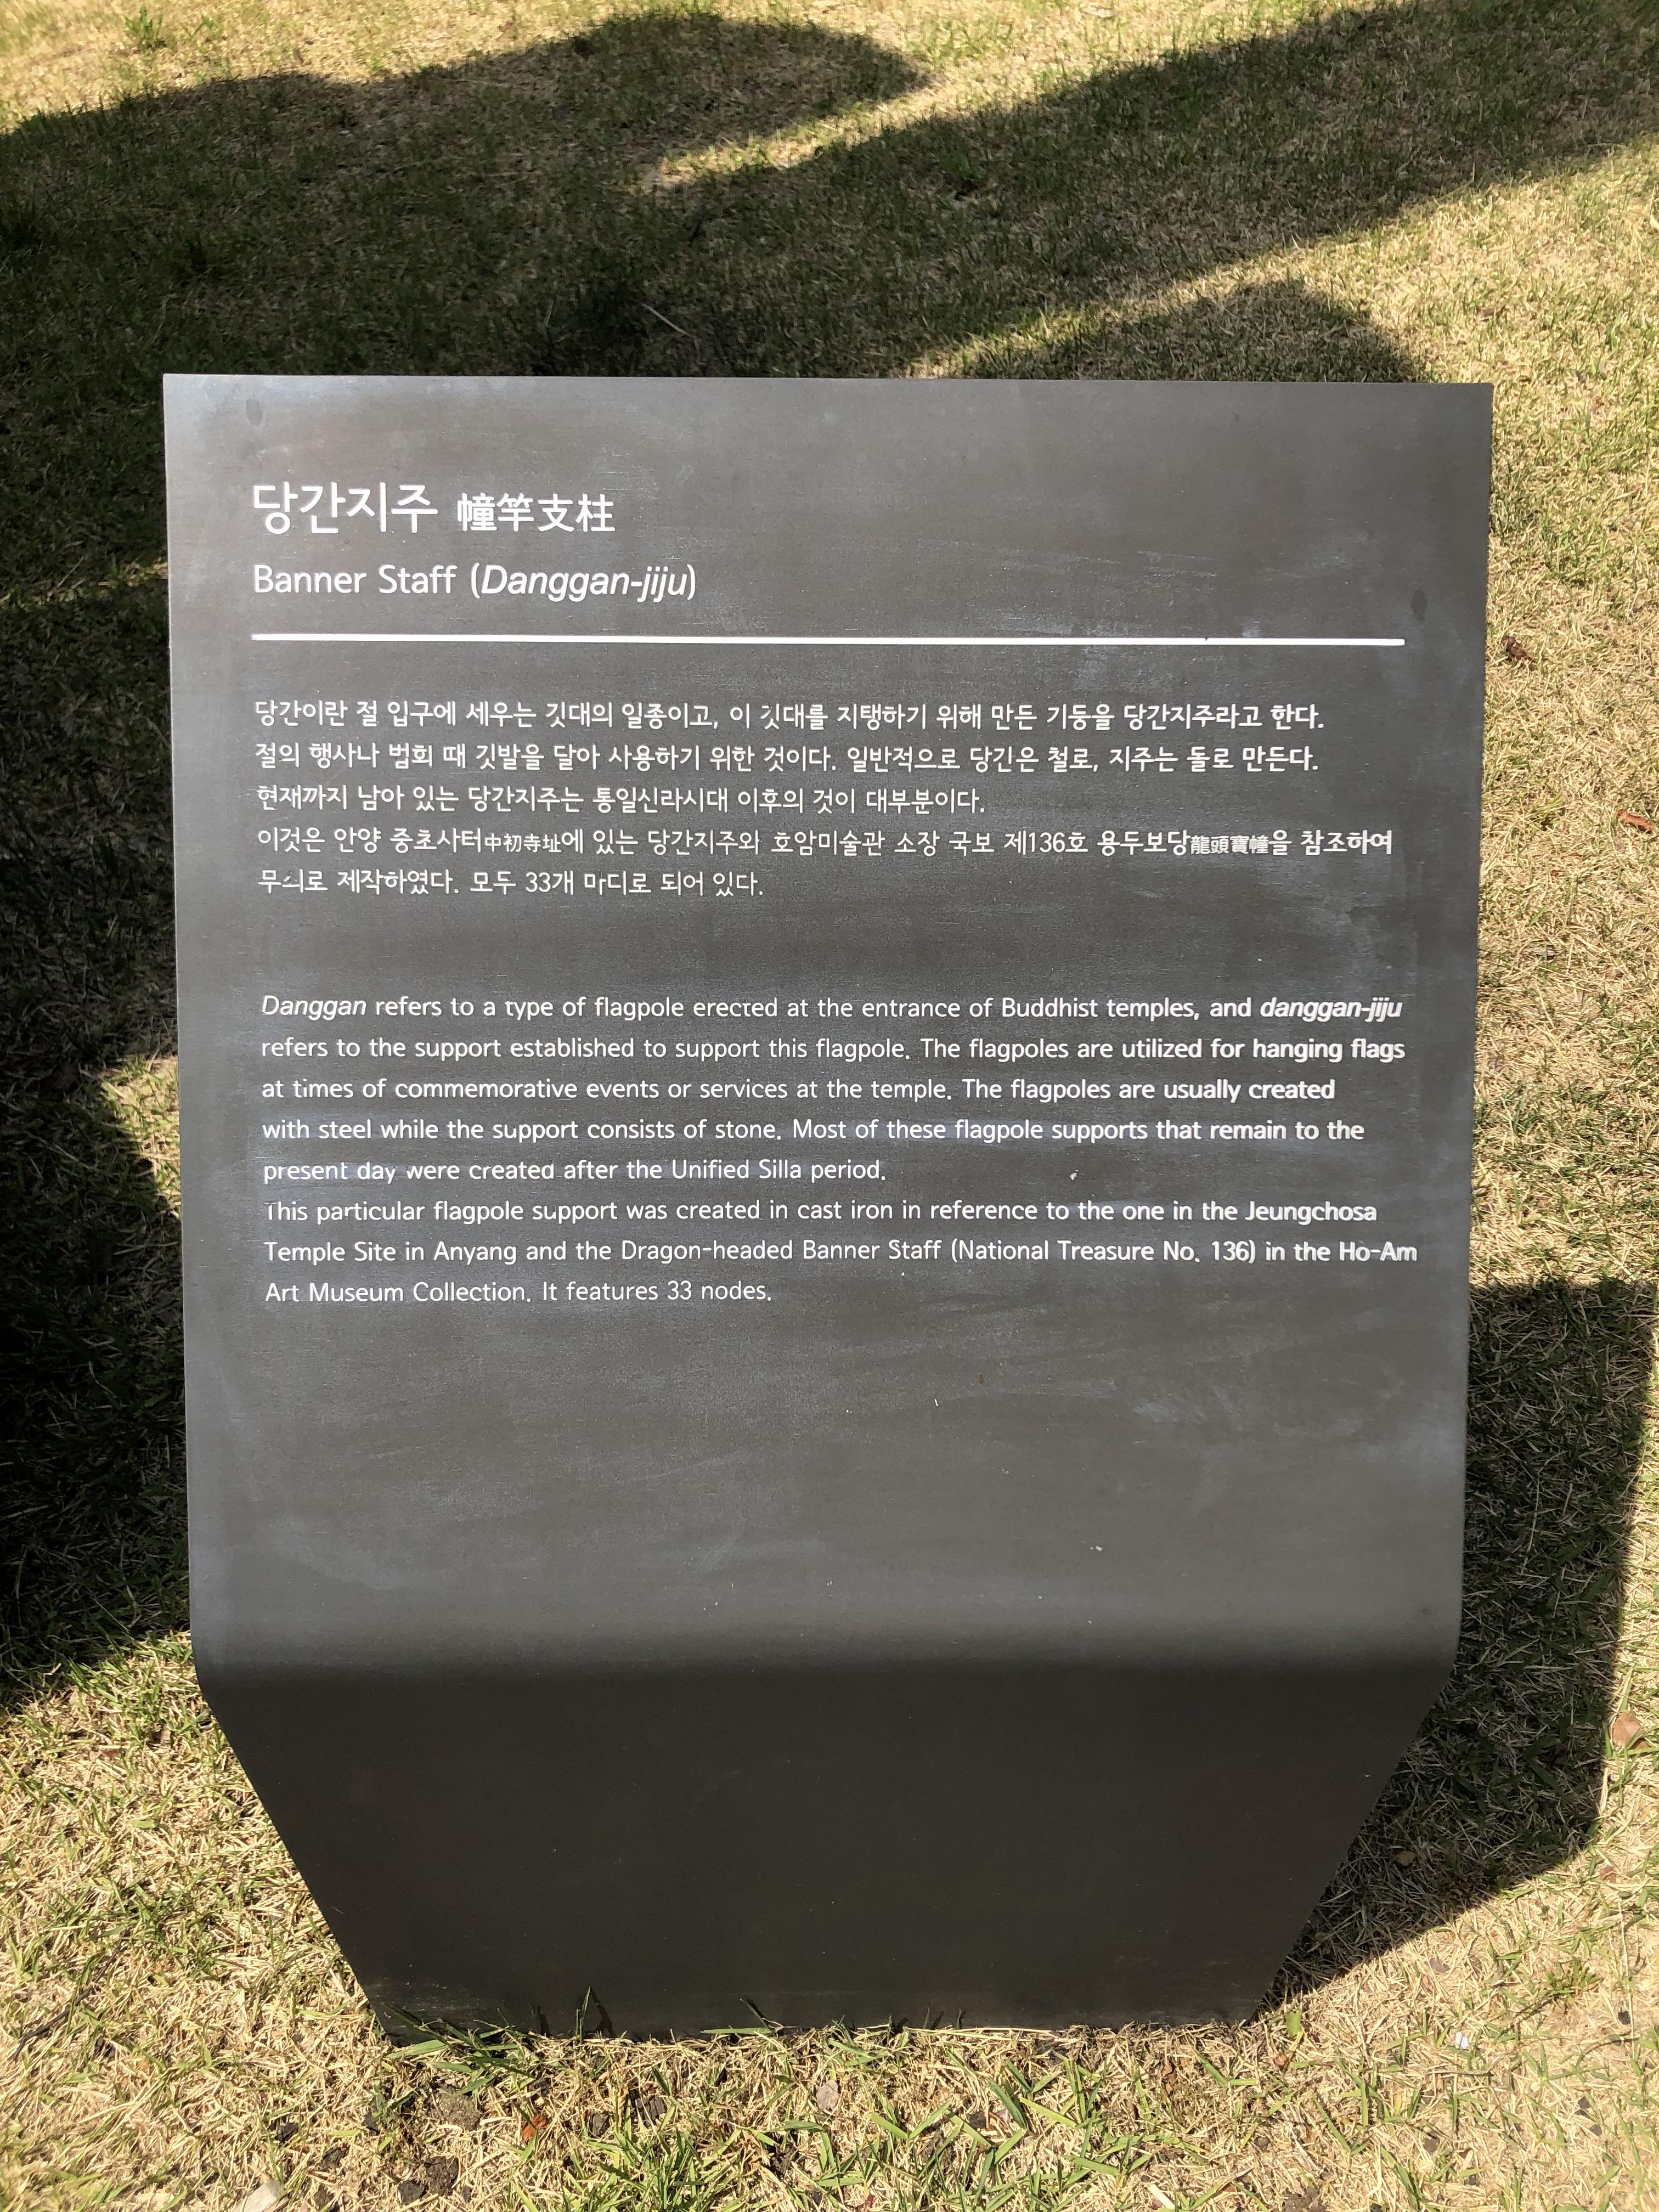 당간지주 幢竿支柱
Banner Staff (Danggan-jiju)
당간이란 절 입구에 세우는 깃대의 일종이고, 이 깃대를 지탱하기 위해 만든 기둥을 당간지주라고 한다.
절의 행사나 법회 때 깃발을 달아 사용하기 위한 것이다. 일반적으로 당간은 철로, 지주는 돌로 만든다.
현재까지 남아 있는 당간지주는 통일신라시대 이후의 것이 대부분이다.
이것은 안양 중초사터中初寺址에 있는 당간지주와 호암미술관 소장 국보 제136호 용두보당龍頭寶幢을 참조하여
제작하였다. 모두 33개 마디로 되어 있다.
Danggan refers to a type of flagpole erected at the entrance of Buddhist temples, and danggan-jiju
refers to the support established to support this flagpole. The flagpoles are utilized for hanging flags
at times of commemorative events or services at the temple. The flagpoles are usually created
with steel while the support consists of stone. Most of these flagpole supports that remain to the
present day were created after the Unified Silla period.
This particular flagpole support was created in cast iron in reference to the one in the Jeungchosa
Temple Site in Anyang and the Dragon-headed Banner Staff (National Treasure No. 136) in the Ho-Am
Art Museum Collection. It features 33 nodes.